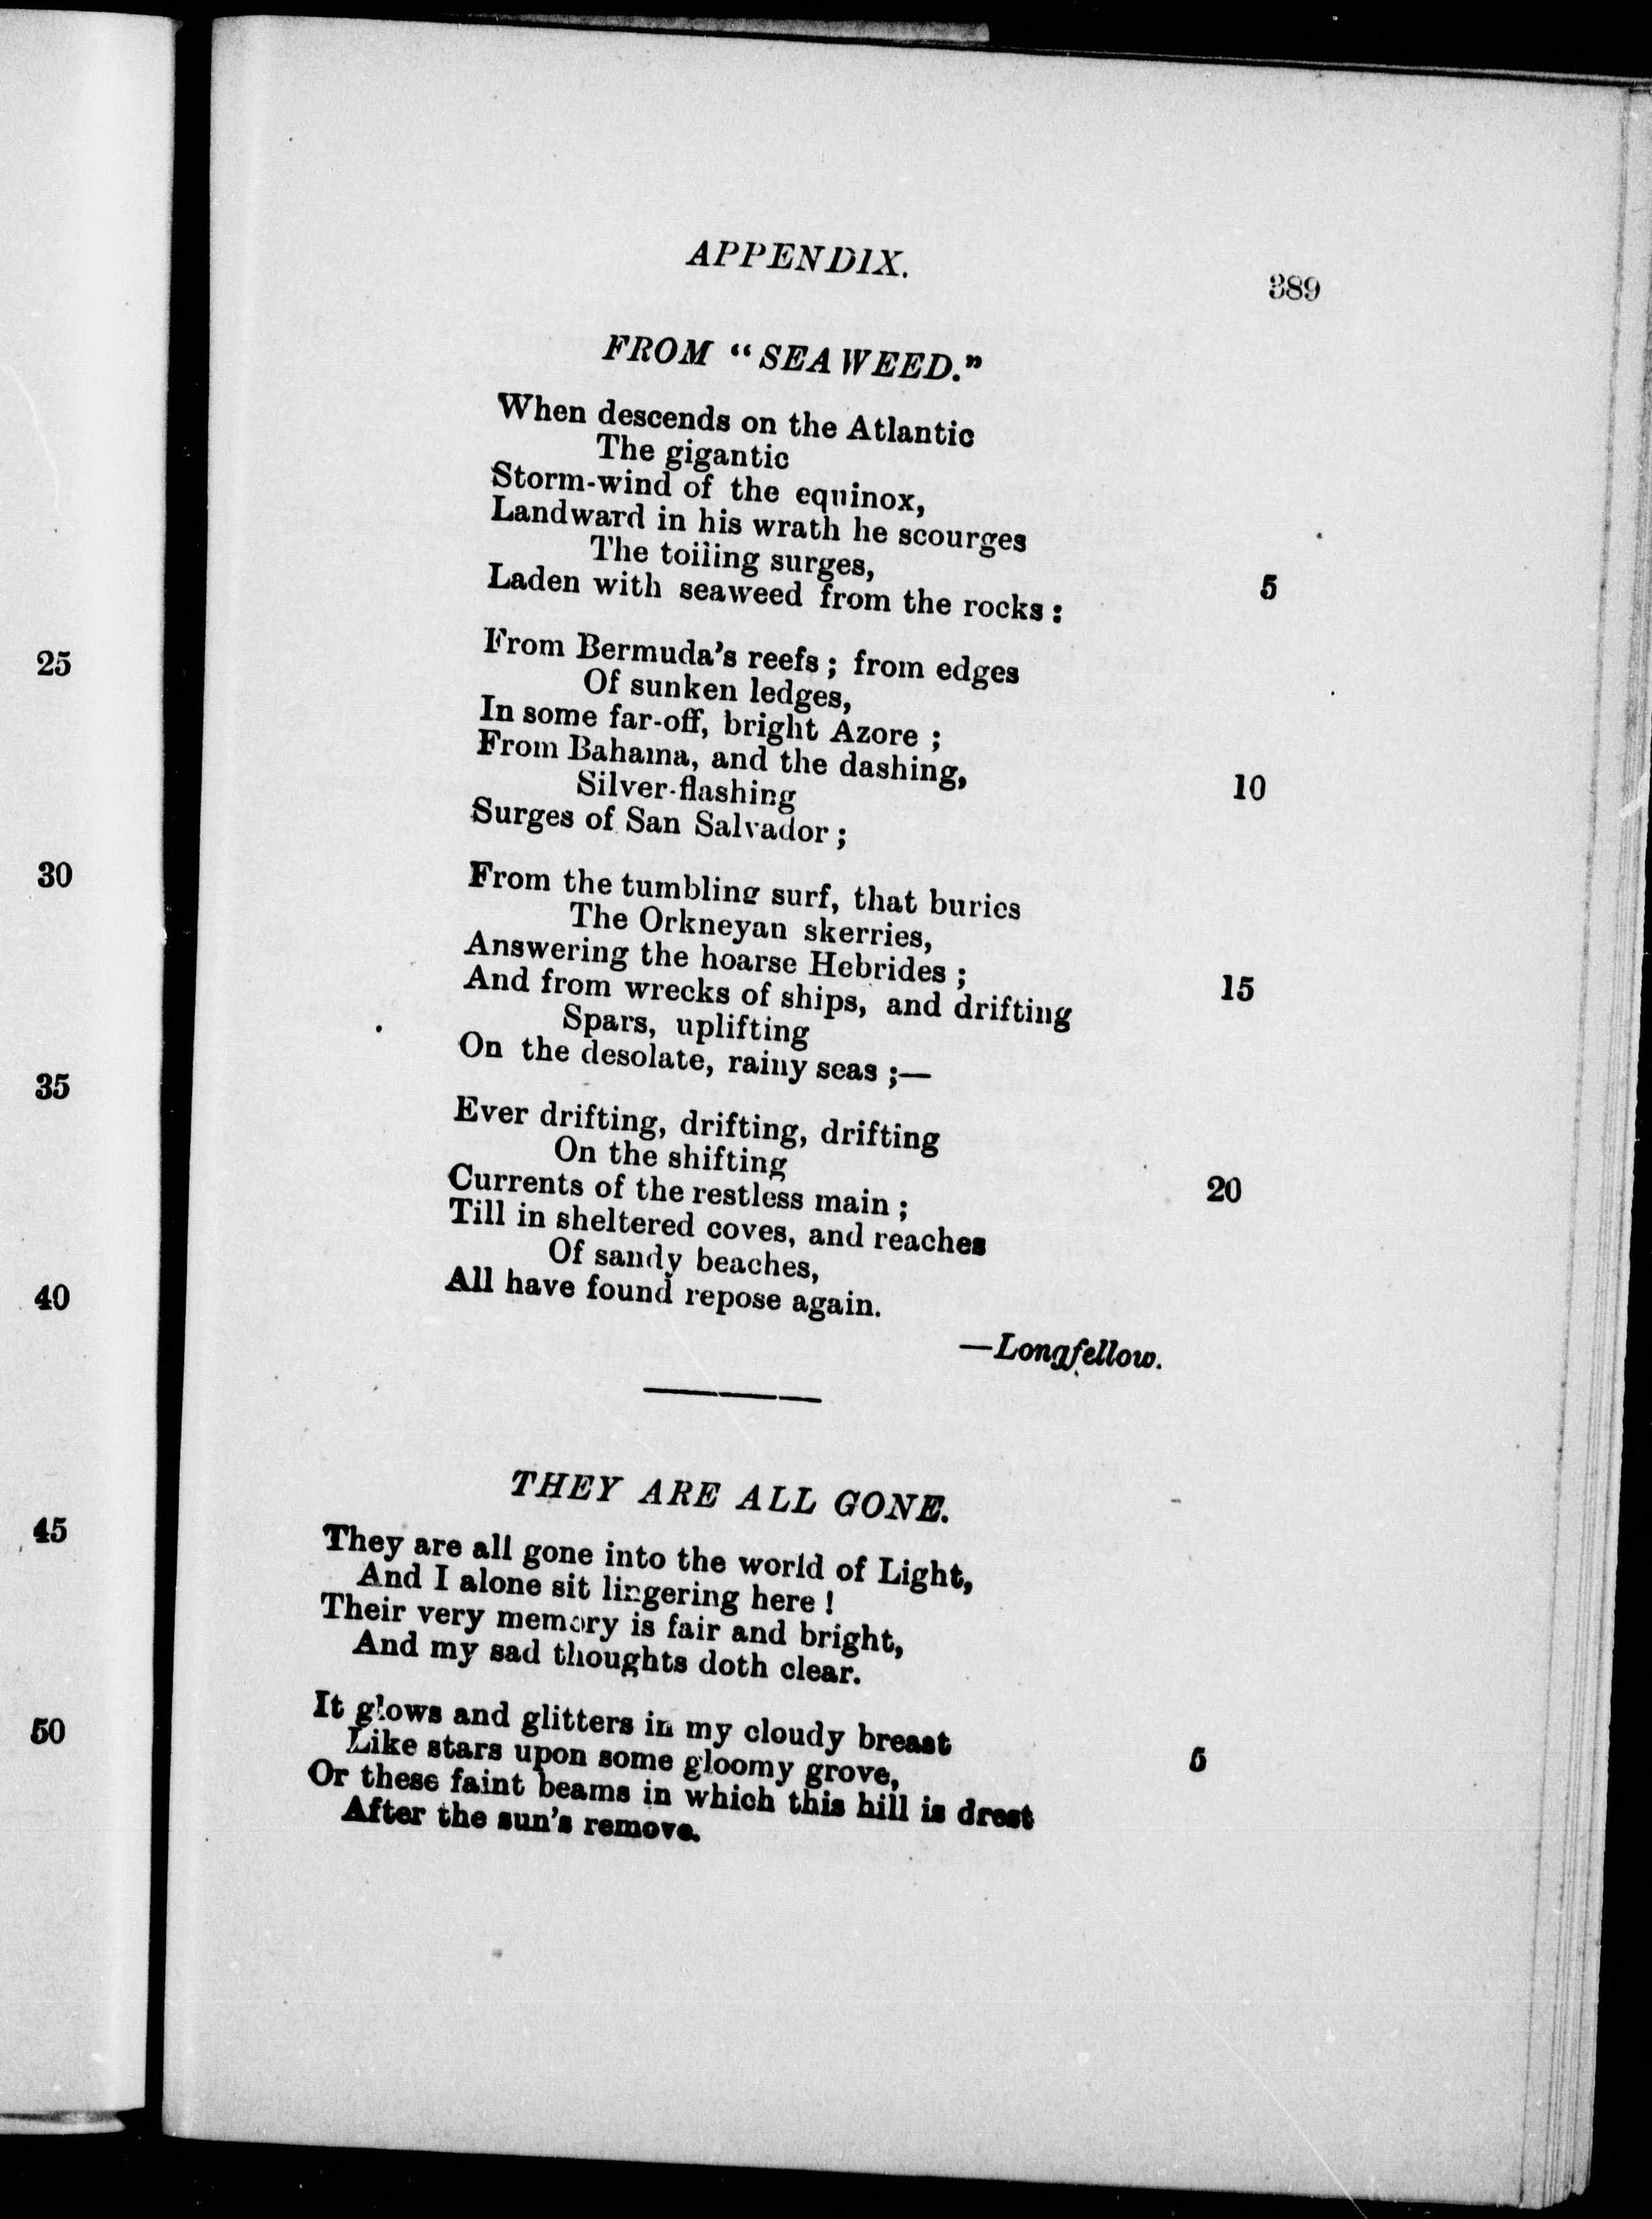 25
30
35
40
45
50
APPENDIX.
389
FROM "SEAWEED."
When descends on the Atlantic
The gigantic
Storm-wind of the equinox,
Landward in his wrath he scourges
The toiling surges, 5
Laden with seaweed from the rocks:
From Bermuda's reefs; from edges
Of sunken ledges,
In some far-off, bright Azore;
From Bahama, and the dashing, 10
Silver-flashing
Surges of San Salvador;
From the tumbling surf, that buries
The Orkneyan skerries,
Answering the hoarse Hebrides; 15
And from wrecks of ships, and drifting
Spars, uplifting
On the desolate, rainy seas;—
Ever drifting, drifting, drifting
On the shifting 20
Currents of the restless main;
Till in sheltered coves, and reaches
Of sandy beaches,
All have found repose again.
—Longfellow.
THEY ARE ALL GONE.
They are all gone into the world of Light,
And I alone sit lingering here!
Their very memory is fair and bright,
And my sad thoughts doth clear.
It glows and glitters in my cloudy breast 5
Like stars upon some gloomy grove,
Or these faint beams in which this hill is drest
After the sun's remove.